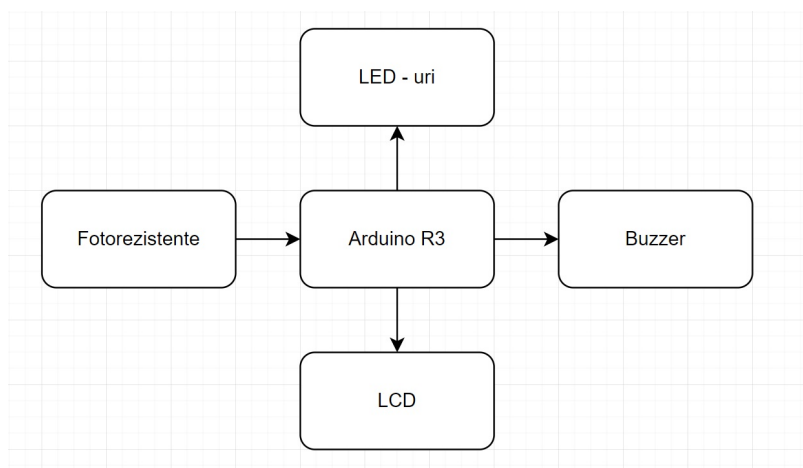 LED - uri
Fotorezistente
Arduino R3
Buzzer
LCD